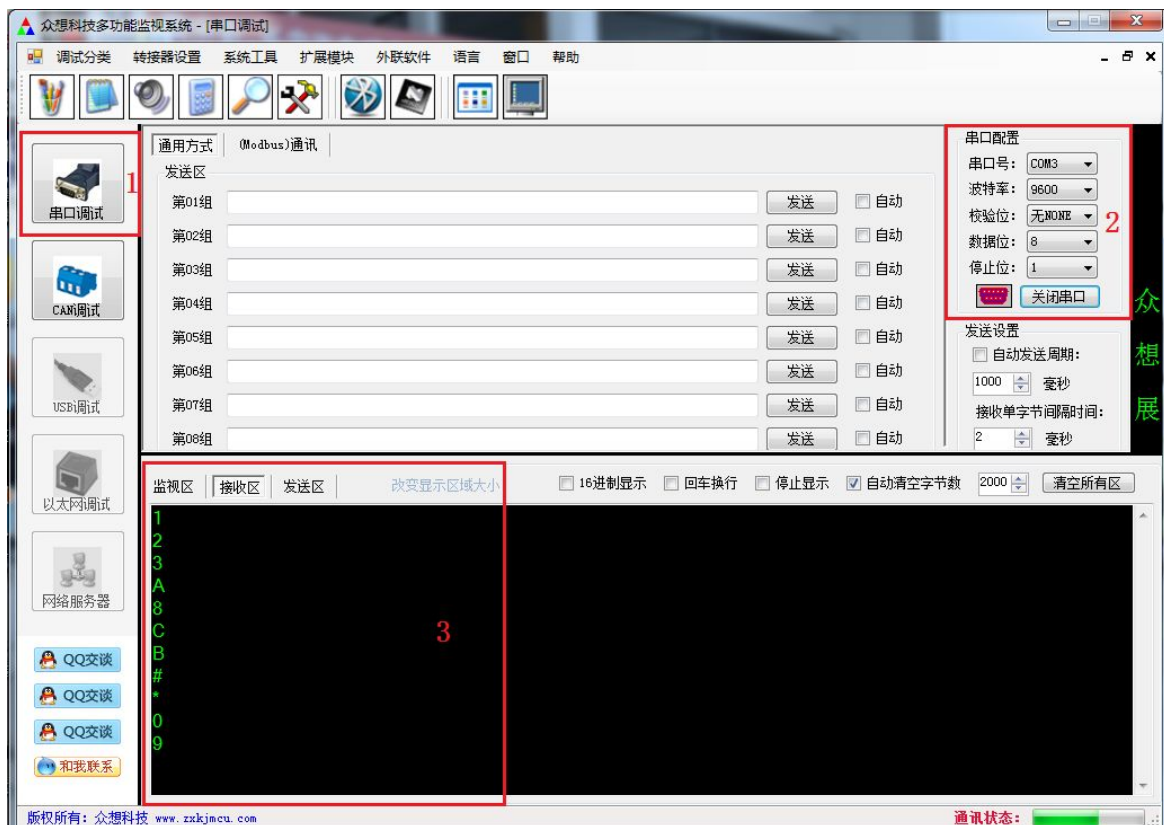 众想科技多功能监视系统 - [串口调试]
调试分类 转接器设置 系统工具 扩展模块 外联软件 语言 窗口 帮助
串口调试
1
CAN调试
USB调试
以太网调试
网络服务器
QQ交谈
QQ交谈
QQ交谈
和我联系
通用方式 (Modbus)通讯
发送区
第01组 发送 自动
第02组 发送 自动
第03组 发送 自动
第04组 发送 自动
第05组 发送 自动
第06组 发送 自动
第07组 发送 自动
第08组 发送 自动
串口配置
串口号: COM3
波特率: 9600
校验位: 无NONE
2
数据位: 8
停止位: 1
关闭串口
发送设置
自动发送周期:
1000 毫秒
接收单字节间隔时间:
2 毫秒
众
想
展
监视区 接收区 发送区 改变显示区域大小 16进制显示 回车换行 停止显示 自动清空字节数 2000 清空所有区
1
2
3
A
8
C
B
#
*
0
9
3
版权所有: 众想科技 www.zxkjmcu.com 通讯状态: